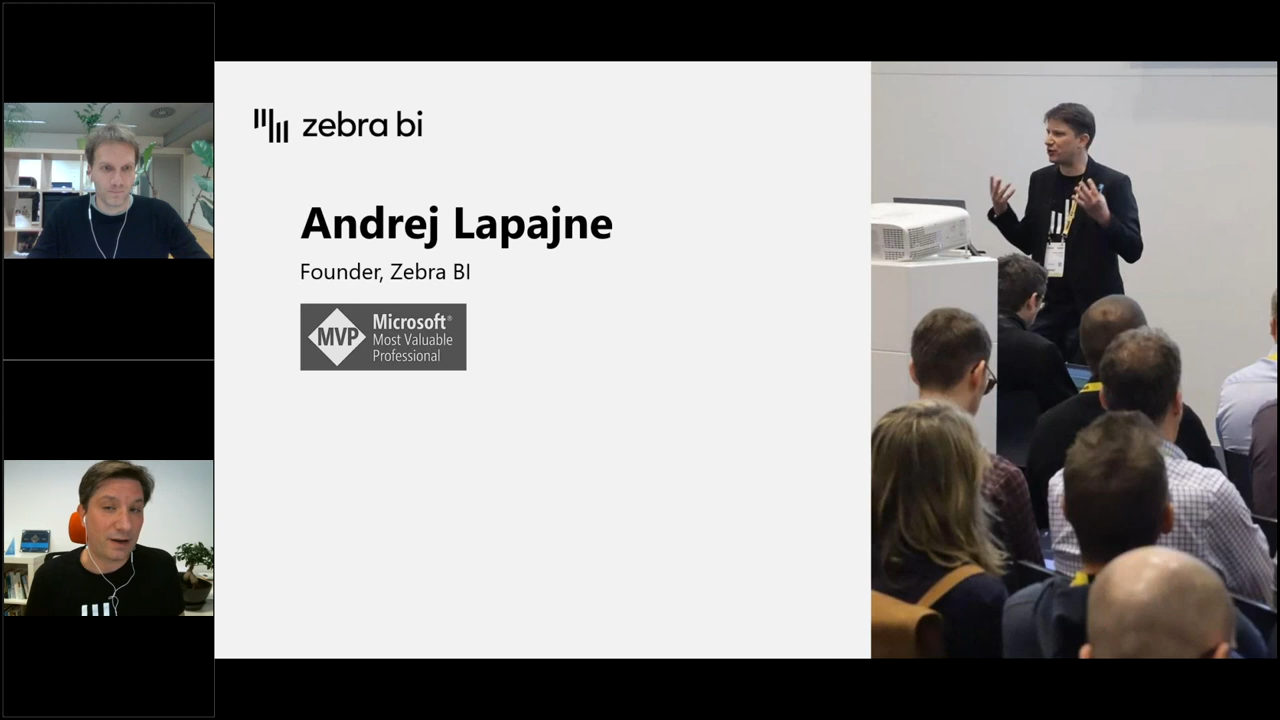 zebra bi
Andrej Lapajne
Founder, Zebra BI
MVP
Microsoft®
Most Valuable
Professional